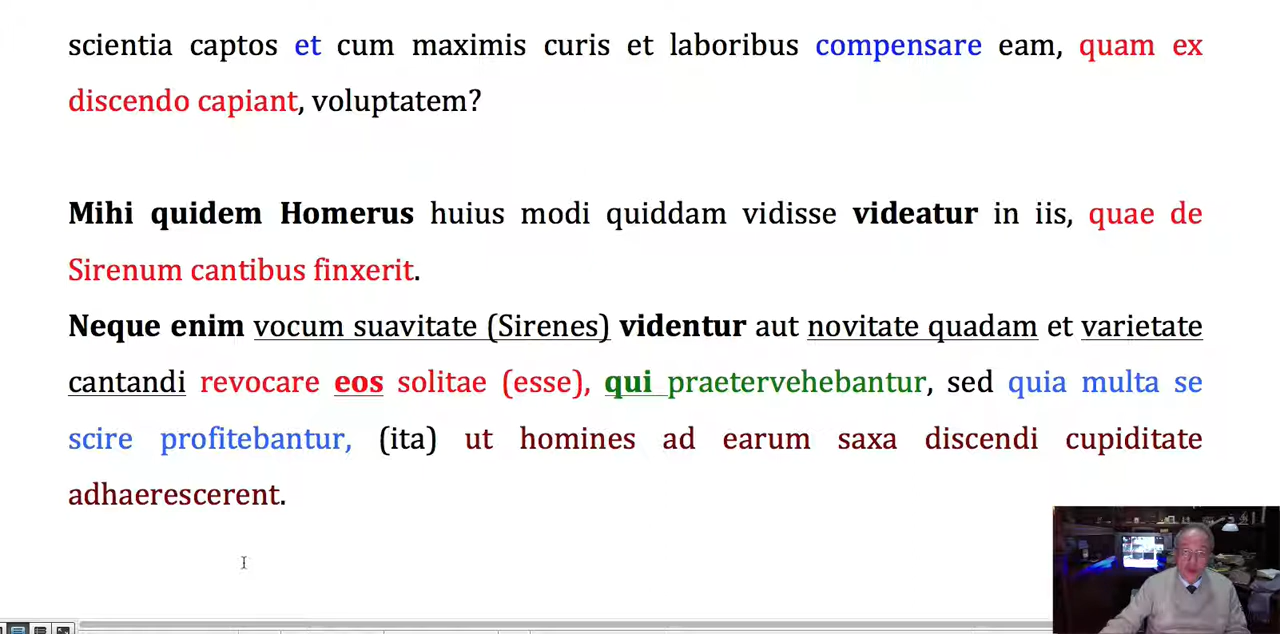 scientia captos et cum maximis curis et laboribus compensare eam, quam ex
discendo capiant, voluptatem?
Mihi quidem Homerus huius modi quiddam vidisse videatur in iis, quae de
Sirenum cantibus finxerit.
Neque enim vocum suavitate (Sirenes) videntur aut novitate quadam et varietate
cantandi revocare eos solitae (esse), qui praetervehebantur, sed quia multa se
scire profitebantur, (ita) ut homines ad earum saxa discendi cupiditate
adhaerescerent.